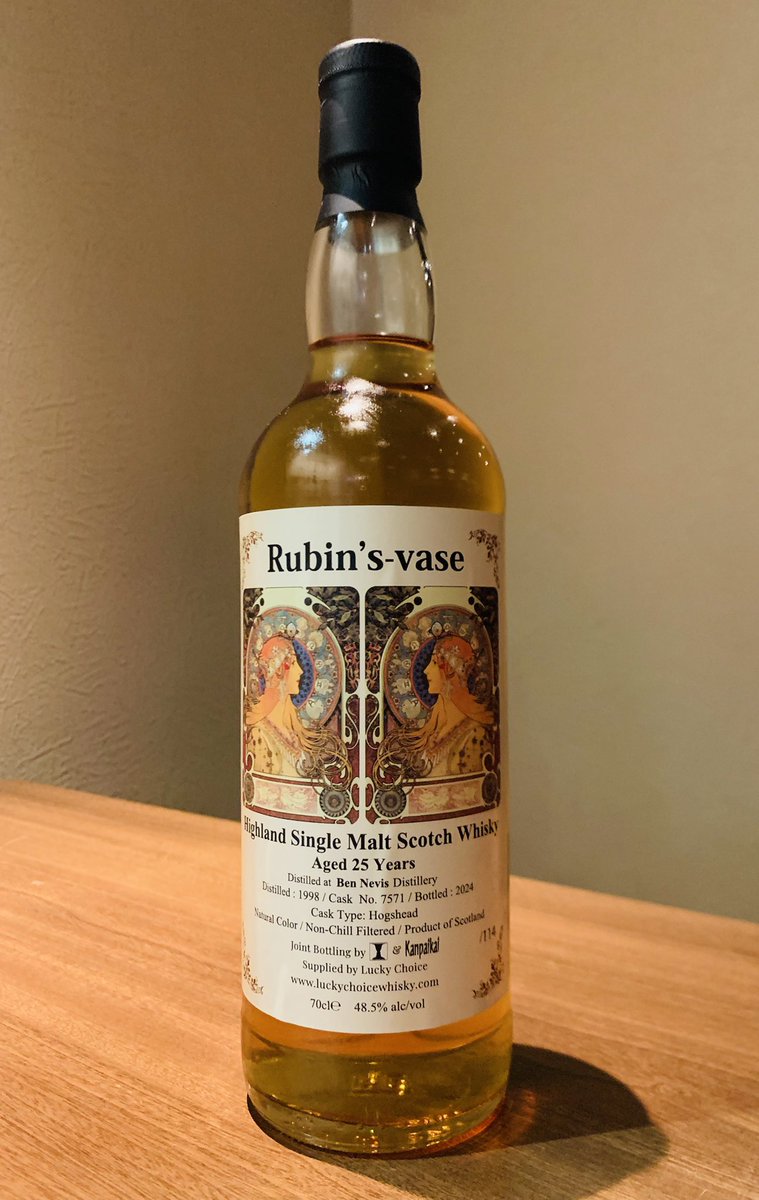 Rubin's-vase
Highland Single Malt Scotch Whisky
Aged 25 Years
Distilled at Ben Nevis Distillery
Distilled : 1998 / Cask No. 7571 / Bottled : 2024
Cask Type: Hogshead
Natural Color / Non-Chill Filtered / Product of Scotland
/114
Joint Bottling by & Kanpaikai
Supplied by Lucky Choice
www.luckychoicewhisky.com
70cl℮ 48.5% alc/vol